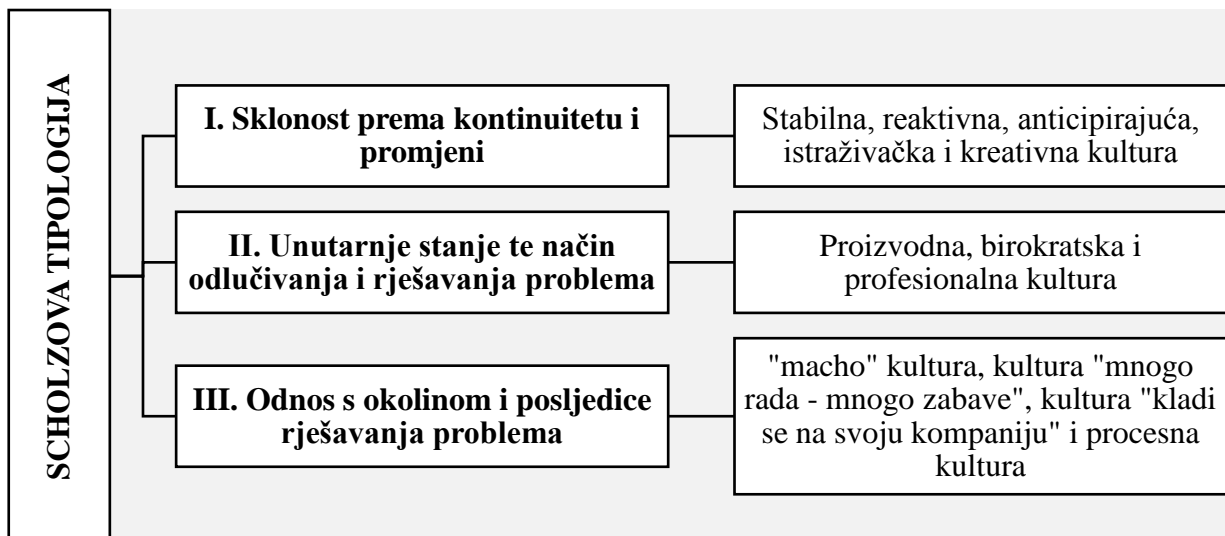 SCHOLZOVA TIPOLOGIJA
I. Sklonost prema kontinuitetu i
promjeni
Stabilna, reaktivna, anticipirajuća,
istraživačka i kreativna kultura
II. Unutarnje stanje te način
odlučivanja i rješavanja problema
Proizvodna, birokratska i
profesionalna kultura
III. Odnos s okolinom i posljedice
rješavanja problema
"macho" kultura, kultura "mnogo
rada - mnogo zabave", kultura "kladi
se na svoju kompaniju" i procesna
kultura